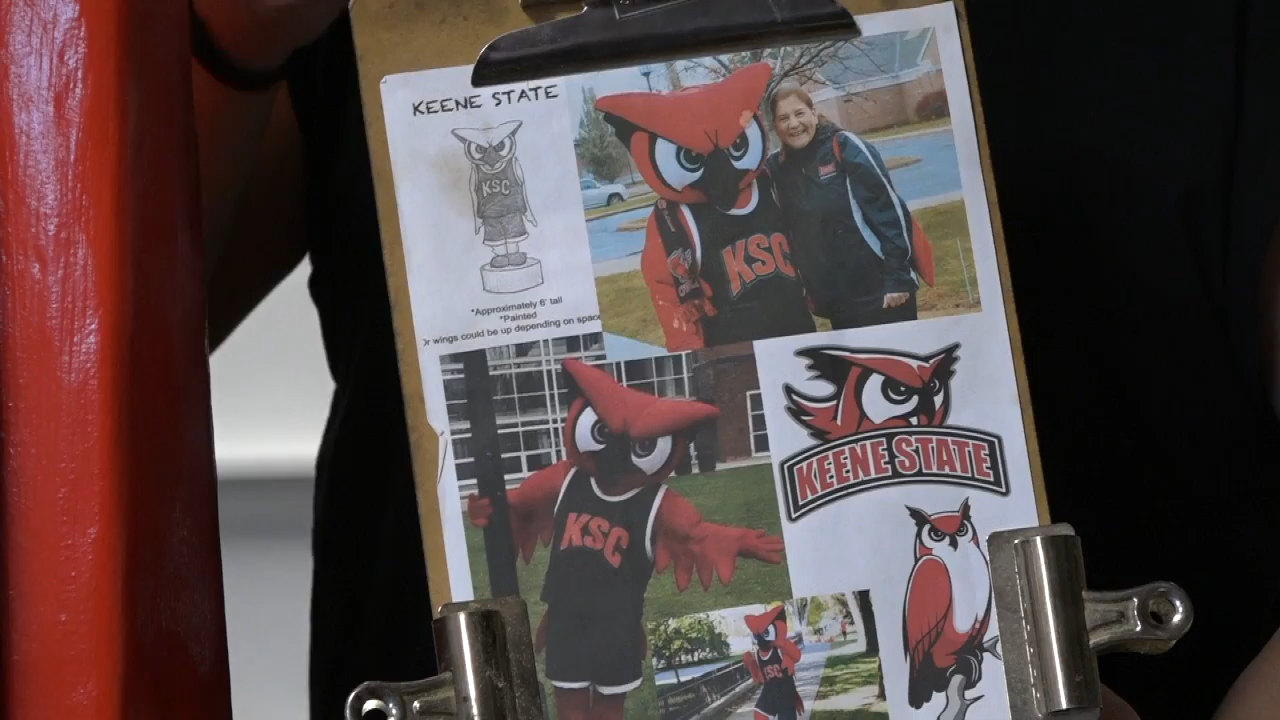 KEENE STATE
KSC
*Approximately 6' tall
*Painted
Or wings could be up depending on space
KSC
KSC
KEENE STATE
KSC